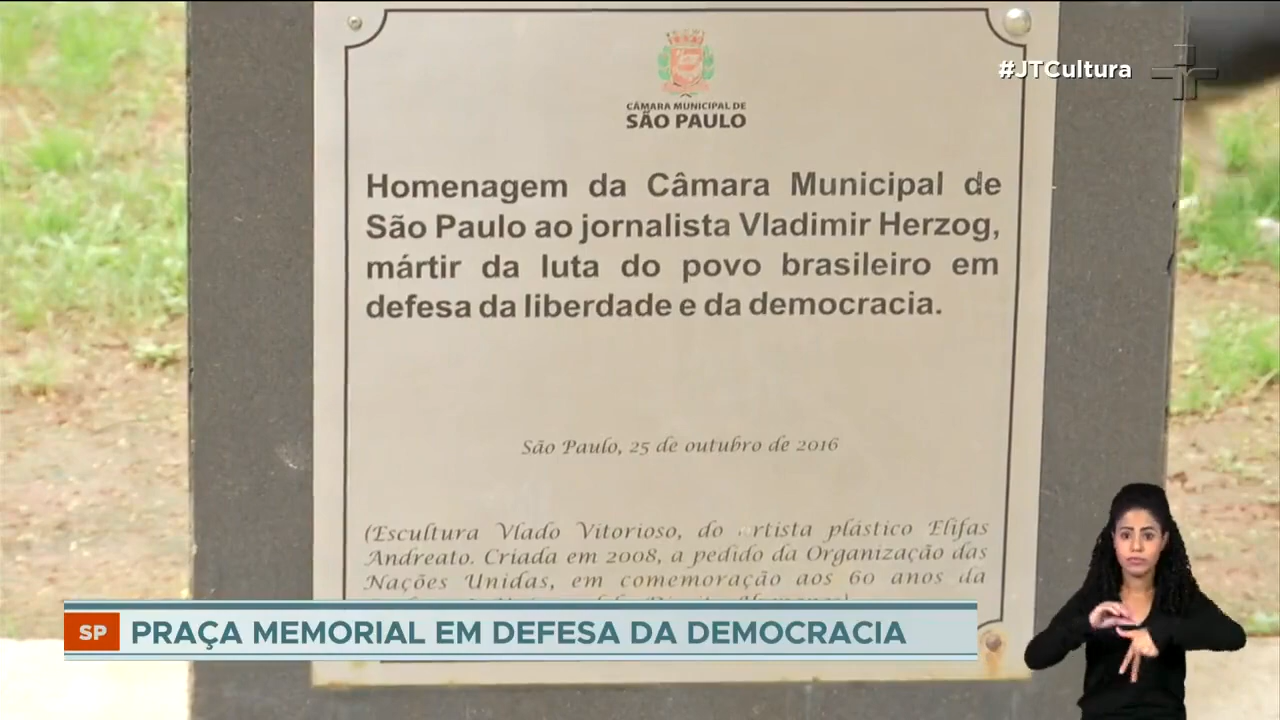 #JTCultura
CÂMARA MUNICIPAL DE
SÃO PAULO
Homenagem da Câmara Municipal de
São Paulo ao jornalista Vladimir Herzog,
mártir da luta do povo brasileiro em
defesa da liberdade e da democracia.
São Paulo, 25 de outubro de 2016
(Escultura Vlado Vitorioso, do artista plástico Elifas
Andreato. Criada em 2008, a pedido da Organização das
Nações Unidas, em comemoração aos 60 anos da
SP PRAÇA MEMORIAL EM DEFESA DA DEMOCRACIA